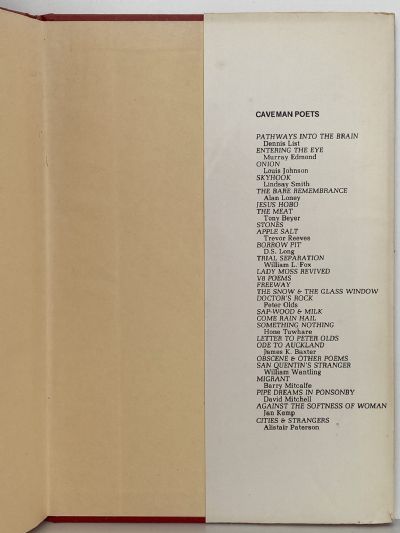 CAVEMAN POETS
PATHWAYS INTO THE BRAIN
Dennis List
ENTERING THE EYE
Murray Edmond
ONION
Louis Johnson
SKYHOOK
Lindsay Smith
THE BARE REMEMBRANCE
Alan Loney
JESUS HOBO
THE MEAT
Tony Beyer
STONES
APPLE SALT
Trevor Reeves
BORROW PIT
D.S. Long
TRIAL SEPARATION
William L. Fox
LADY MOSS REVIVED
V8 POEMS
FREEWAY
THE SNOW & THE GLASS WINDOW
DOCTOR'S ROCK
Peter Olds
SAP-WOOD & MILK
COME RAIN HAIL
SOMETHING NOTHING
Hone Tuwhare
LETTER TO PETER OLDS
ODE TO AUCKLAND
James K. Baxter
OBSCENE & OTHER POEMS
SAN QUENTIN'S STRANGER
William Wantling
MIGRANT
Barry Mitcalfe
PIPE DREAMS IN PONSONBY
David Mitchell
AGAINST THE SOFTNESS OF WOMAN
Jan Kemp
CITIES & STRANGERS
Alistair Paterson